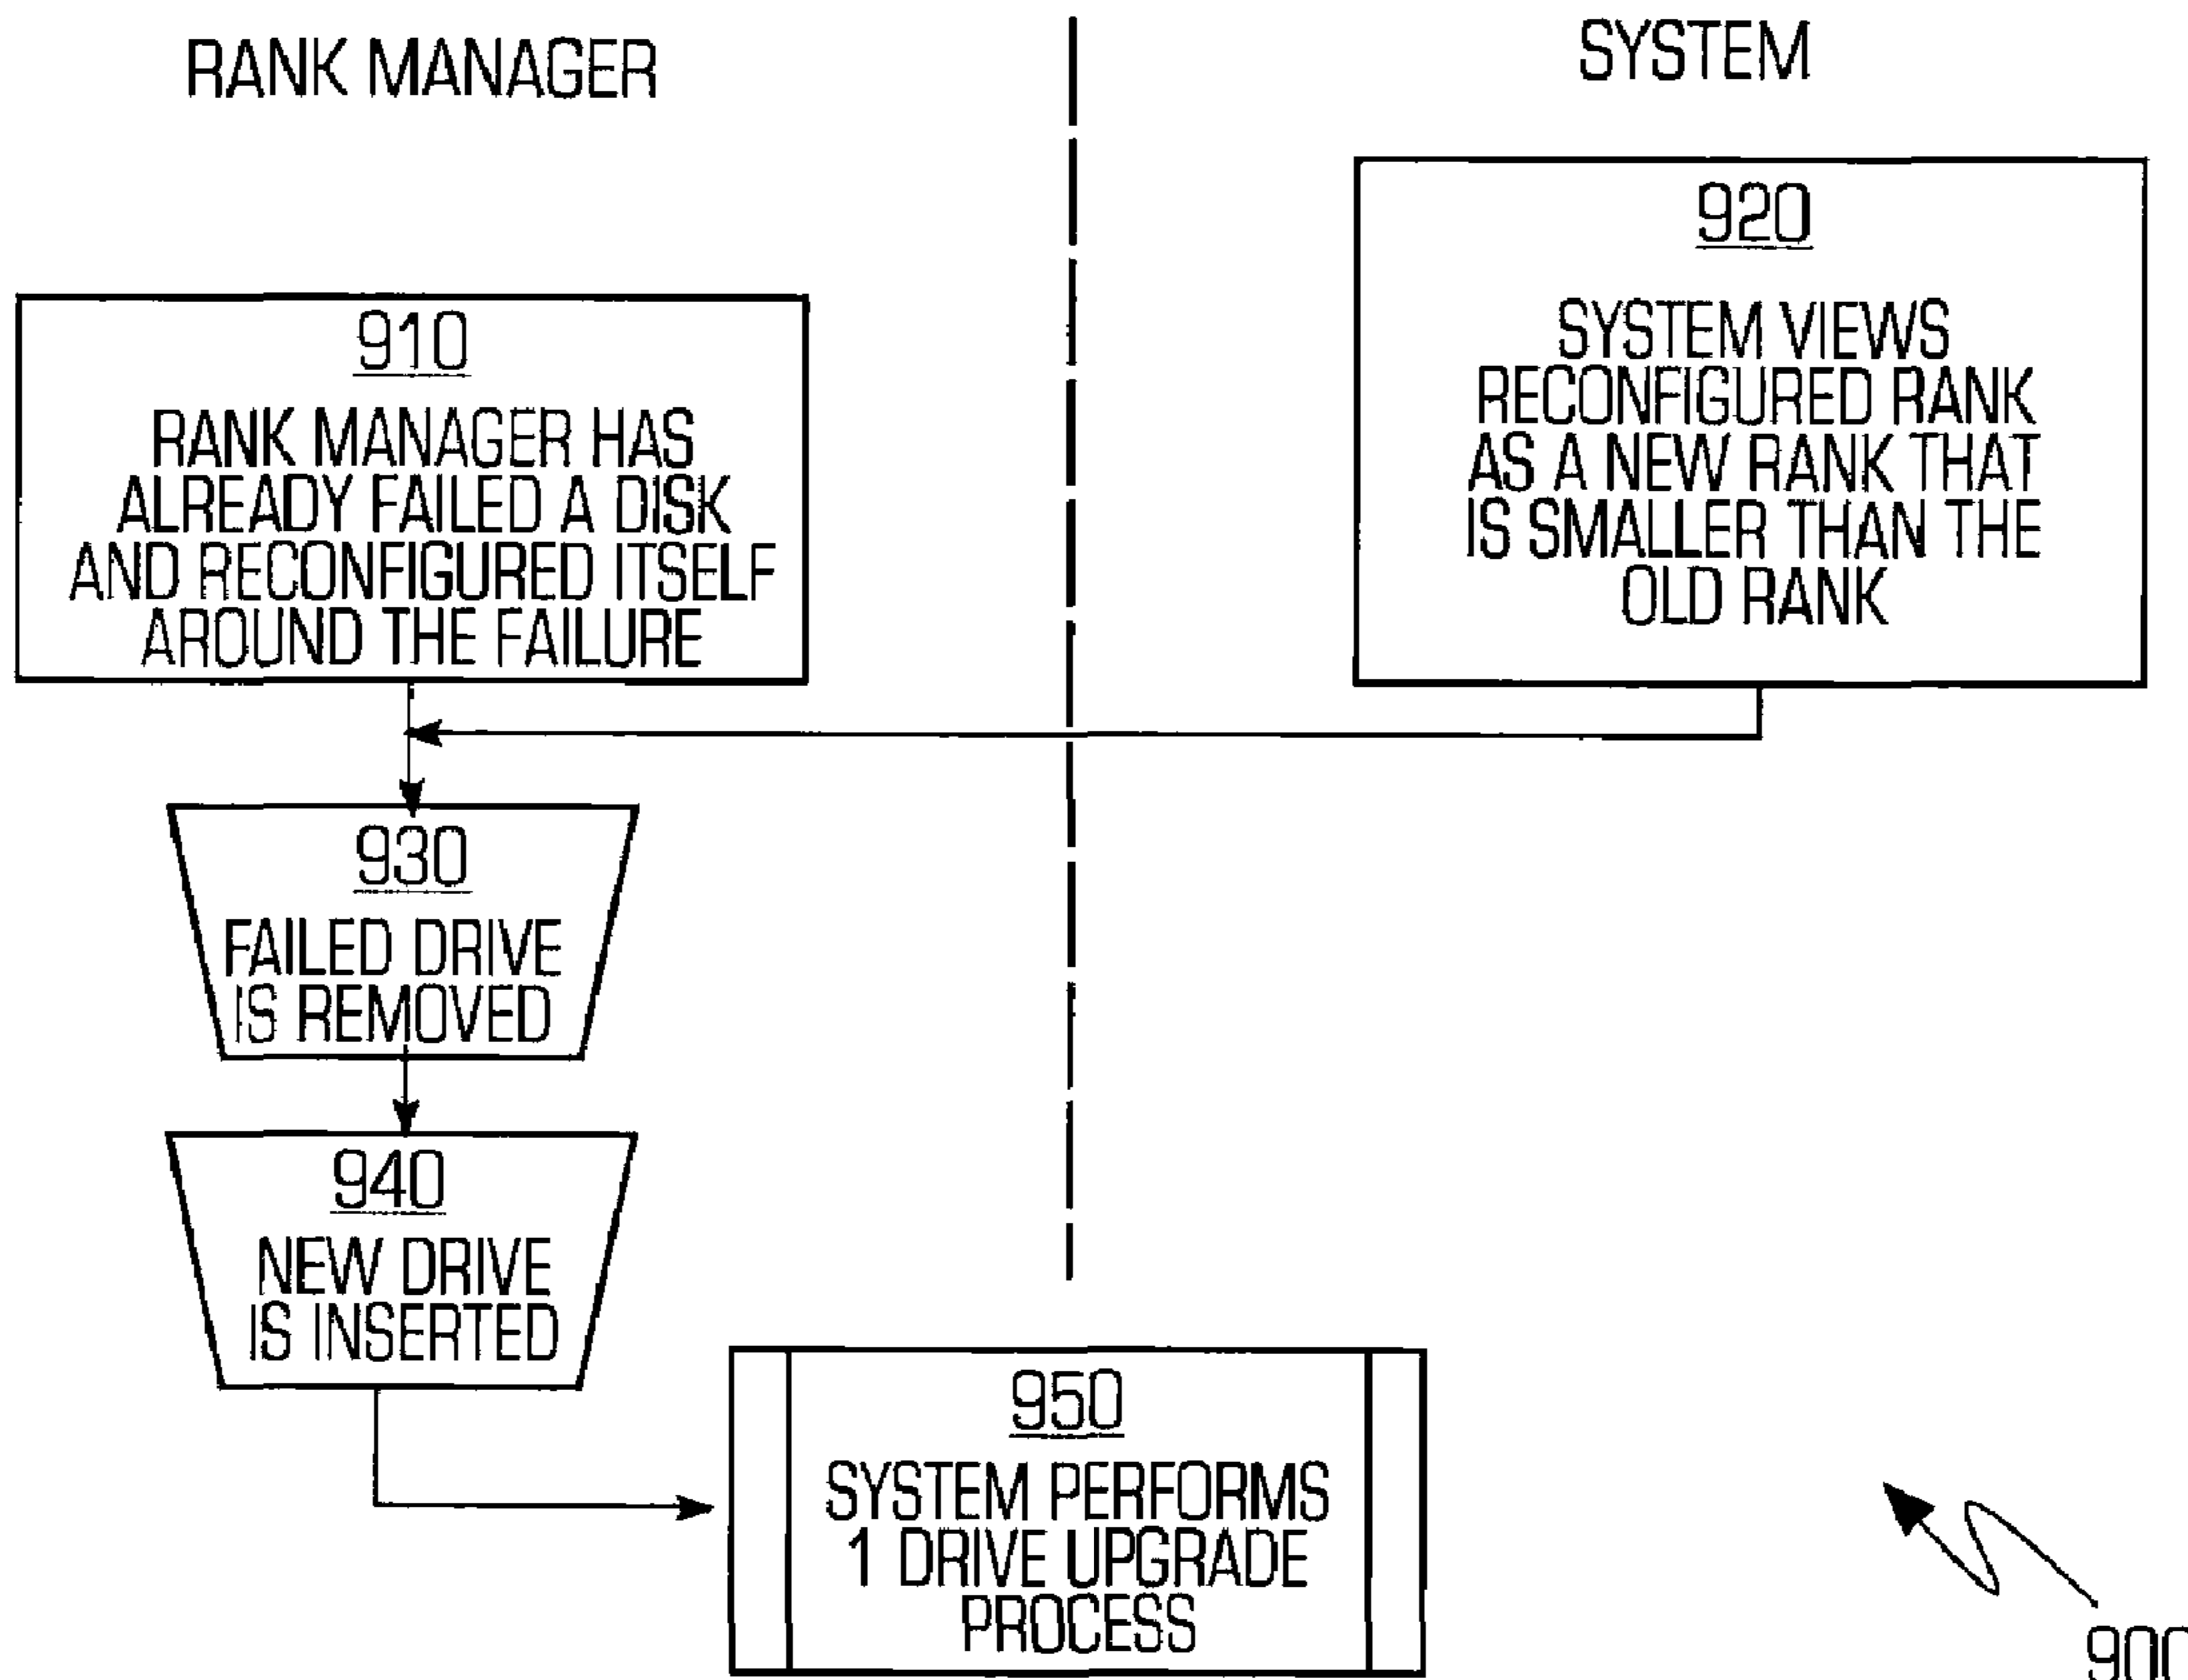 RANK MANAGER
SYSTEM
910
RANK MANAGER HAS
ALREADY FAILED A DISK
AND RECONFIGURED ITSELF
AROUND THE FAILURE
920
SYSTEM VIEWS
RECONFIGURED RANK
AS A NEW RANK THAT
IS SMALLER THAN THE
OLD RANK
930
FAILED DRIVE
IS REMOVED
940
NEW DRIVE
IS INSERTED
950
SYSTEM PERFORMS
1 DRIVE UPGRADE
PROCESS
900